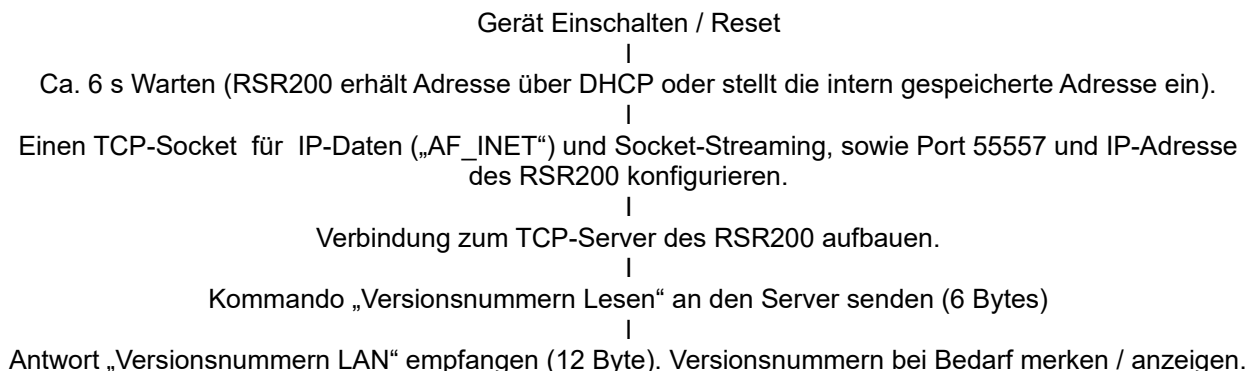 Gerät Einschalten / Reset
|
Ca. 6 s Warten (RSR200 erhält Adresse über DHCP oder stellt die intern gespeicherte Adresse ein).
|
Einen TCP-Socket  für  IP-Daten („AF_INET“) und Socket-Streaming, sowie Port 55557 und IP-Adresse
des RSR200 konfigurieren.
|
Verbindung zum TCP-Server des RSR200 aufbauen.
|
Kommando „Versionsnummern Lesen“ an den Server senden (6 Bytes)
|
Antwort „Versionsnummern LAN“ empfangen (12 Byte). Versionsnummern bei Bedarf merken / anzeigen.